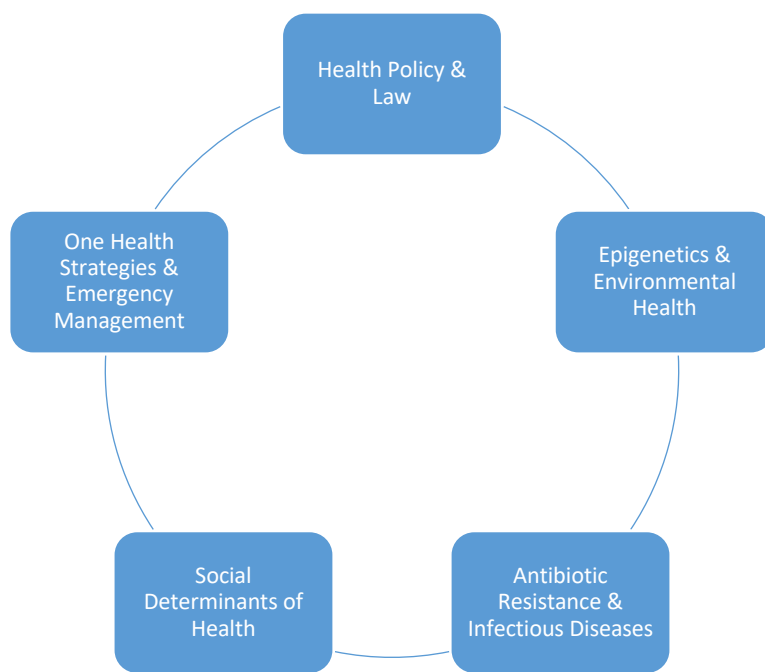 Health Policy &
Law
Epigenetics &
Environmental
Health
Antibiotic
Resistance &
Infectious Diseases
Social
Determinants of
Health
One Health
Strategies &
Emergency
Management